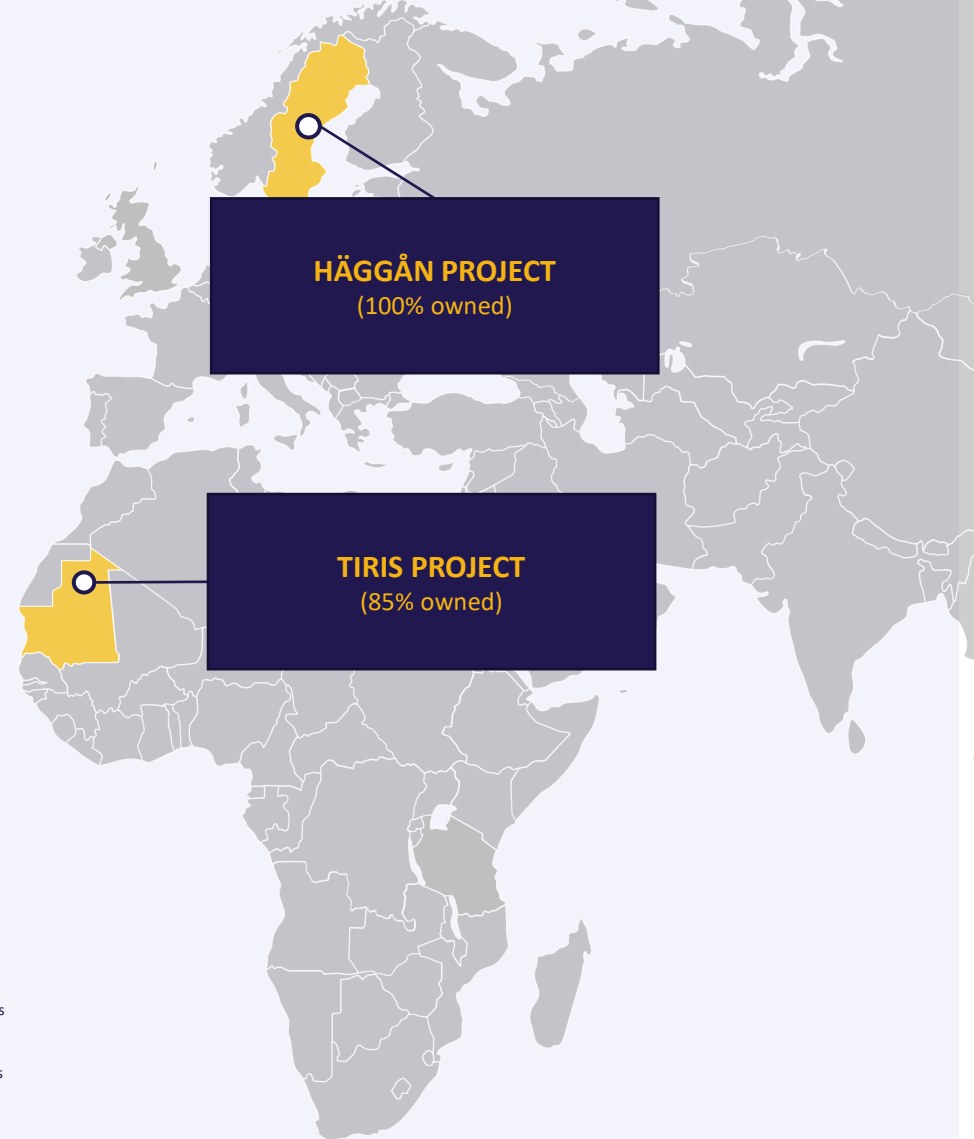 HÄGGÅN PROJECT
(100% owned)
TIRIS PROJECT
(85% owned)
s
s